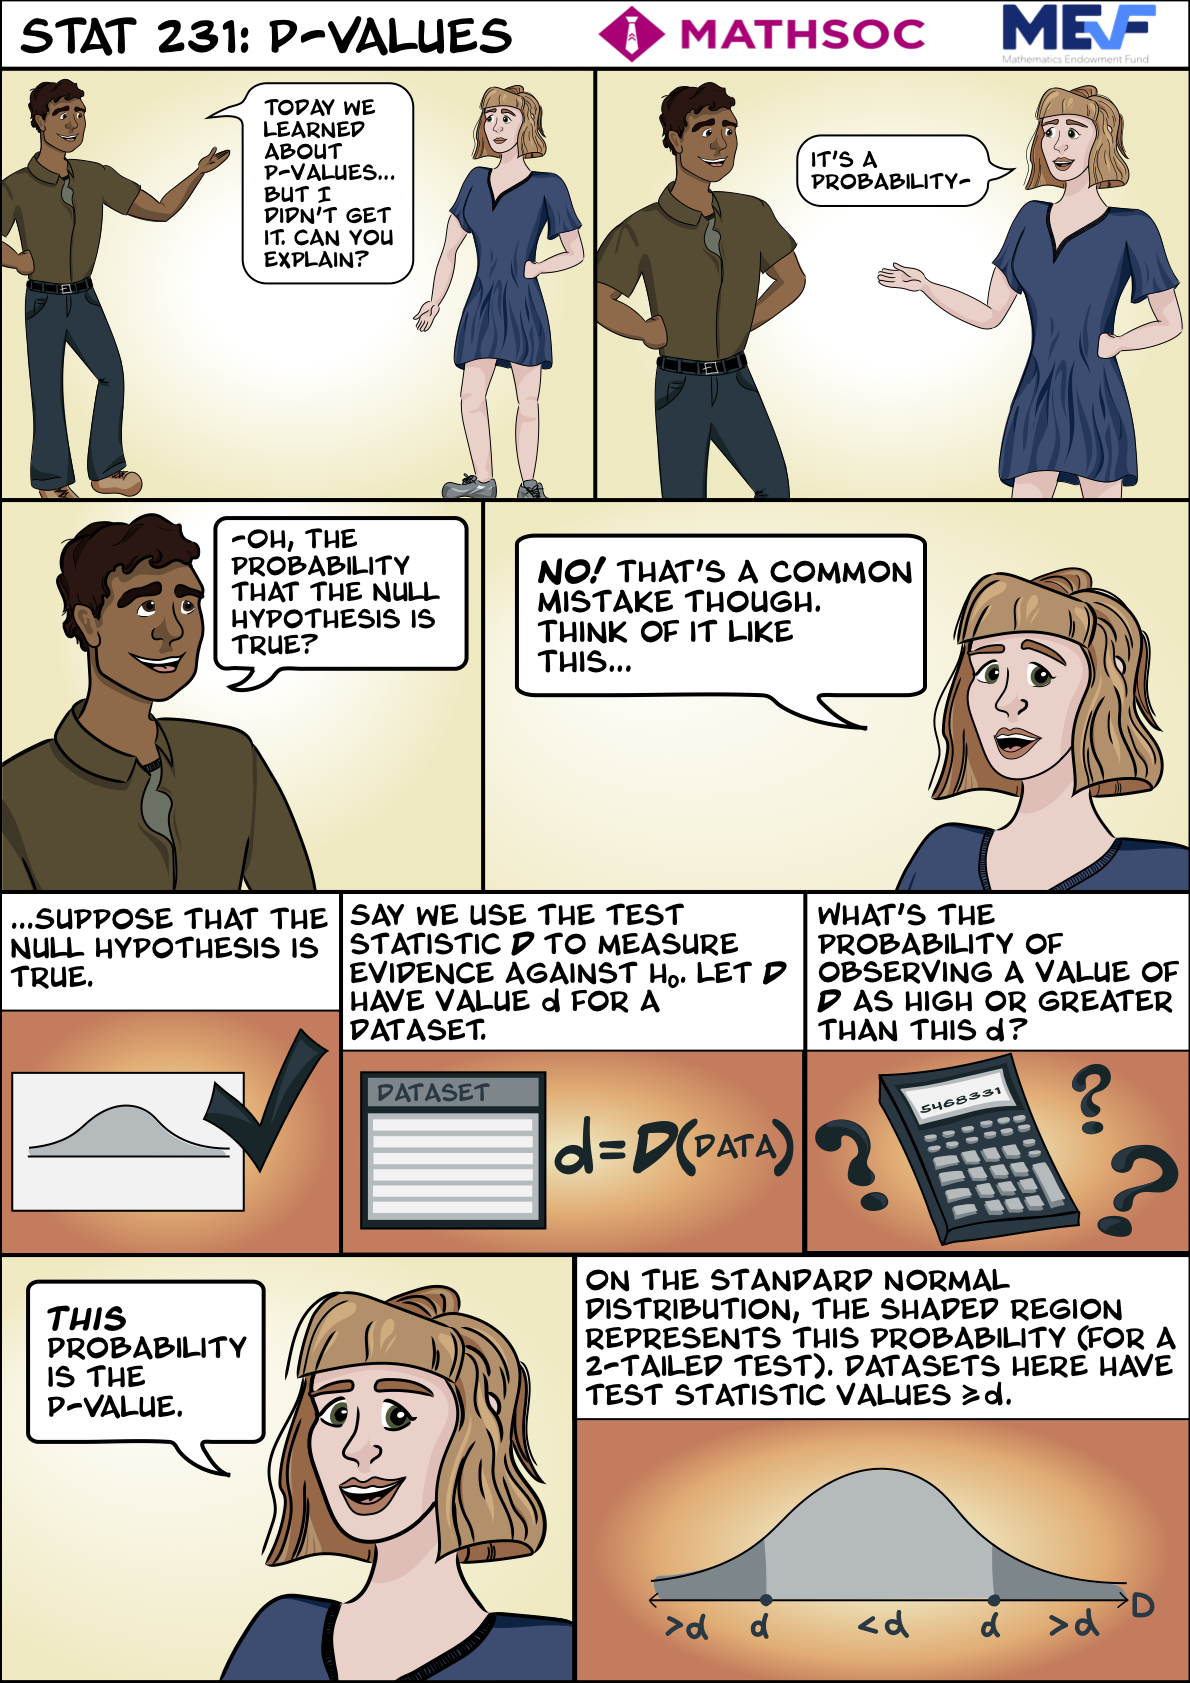 STAT 231: P-VALUES
MATHSOC
MEF
Mathematics Endowment Fund
TODAY WE
LEARNED
ABOUT
P-VALUES...
BUT I
DIDN'T GET
IT. CAN YOU
EXPLAIN?
IT'S A
PROBABILITY-
-OH, THE
PROBABILITY
THAT THE NULL
HYPOTHESIS IS
TRUE?
NO! THAT'S A COMMON
MISTAKE THOUGH.
THINK OF IT LIKE
THIS...
...SUPPOSE THAT THE
NULL HYPOTHESIS IS
TRUE.
SAY WE USE THE TEST
STATISTIC D TO MEASURE
EVIDENCE AGAINST H₀. LET D
HAVE VALUE d FOR A
DATASET.
DATASET
d=D(DATA)
WHAT'S THE
PROBABILITY OF
OBSERVING A VALUE OF
D AS HIGH OR GREATER
THAN THIS d?
5468331
? ? ?
THIS
PROBABILITY
IS THE
P-VALUE.
ON THE STANDARD NORMAL
DISTRIBUTION, THE SHADED REGION
REPRESENTS THIS PROBABILITY (FOR A
2-TAILED TEST). DATASETS HERE HAVE
TEST STATISTIC VALUES ≥d.
D
>d d <d d >d